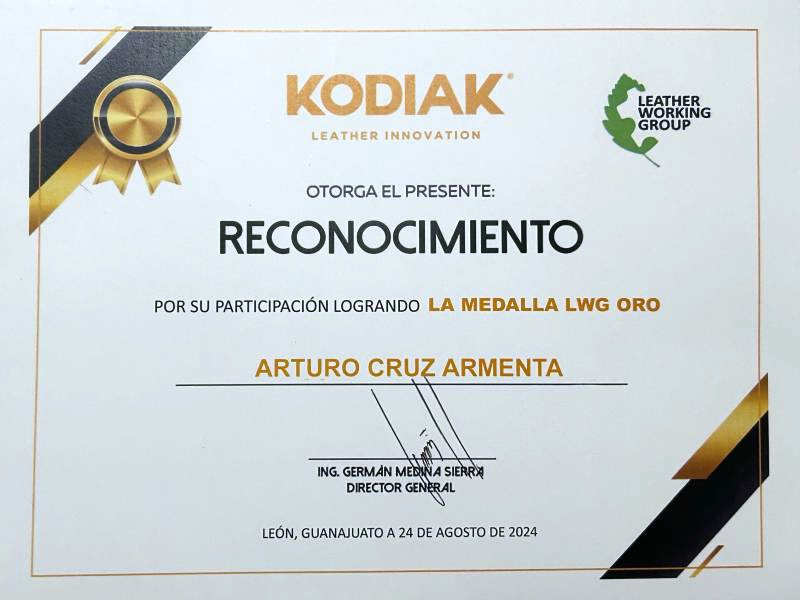 KODIAK®
LEATHER INNOVATION
LEATHER
WORKING
GROUP
OTORGA EL PRESENTE:
RECONOCIMIENTO
POR SU PARTICIPACIÓN LOGRANDO LA MEDALLA LWG ORO
ARTURO CRUZ ARMENTA
ING. GERMÁN MEDINA SIERRA
DIRECTOR GENERAL
LEÓN, GUANAJUATO A 24 DE AGOSTO DE 2024